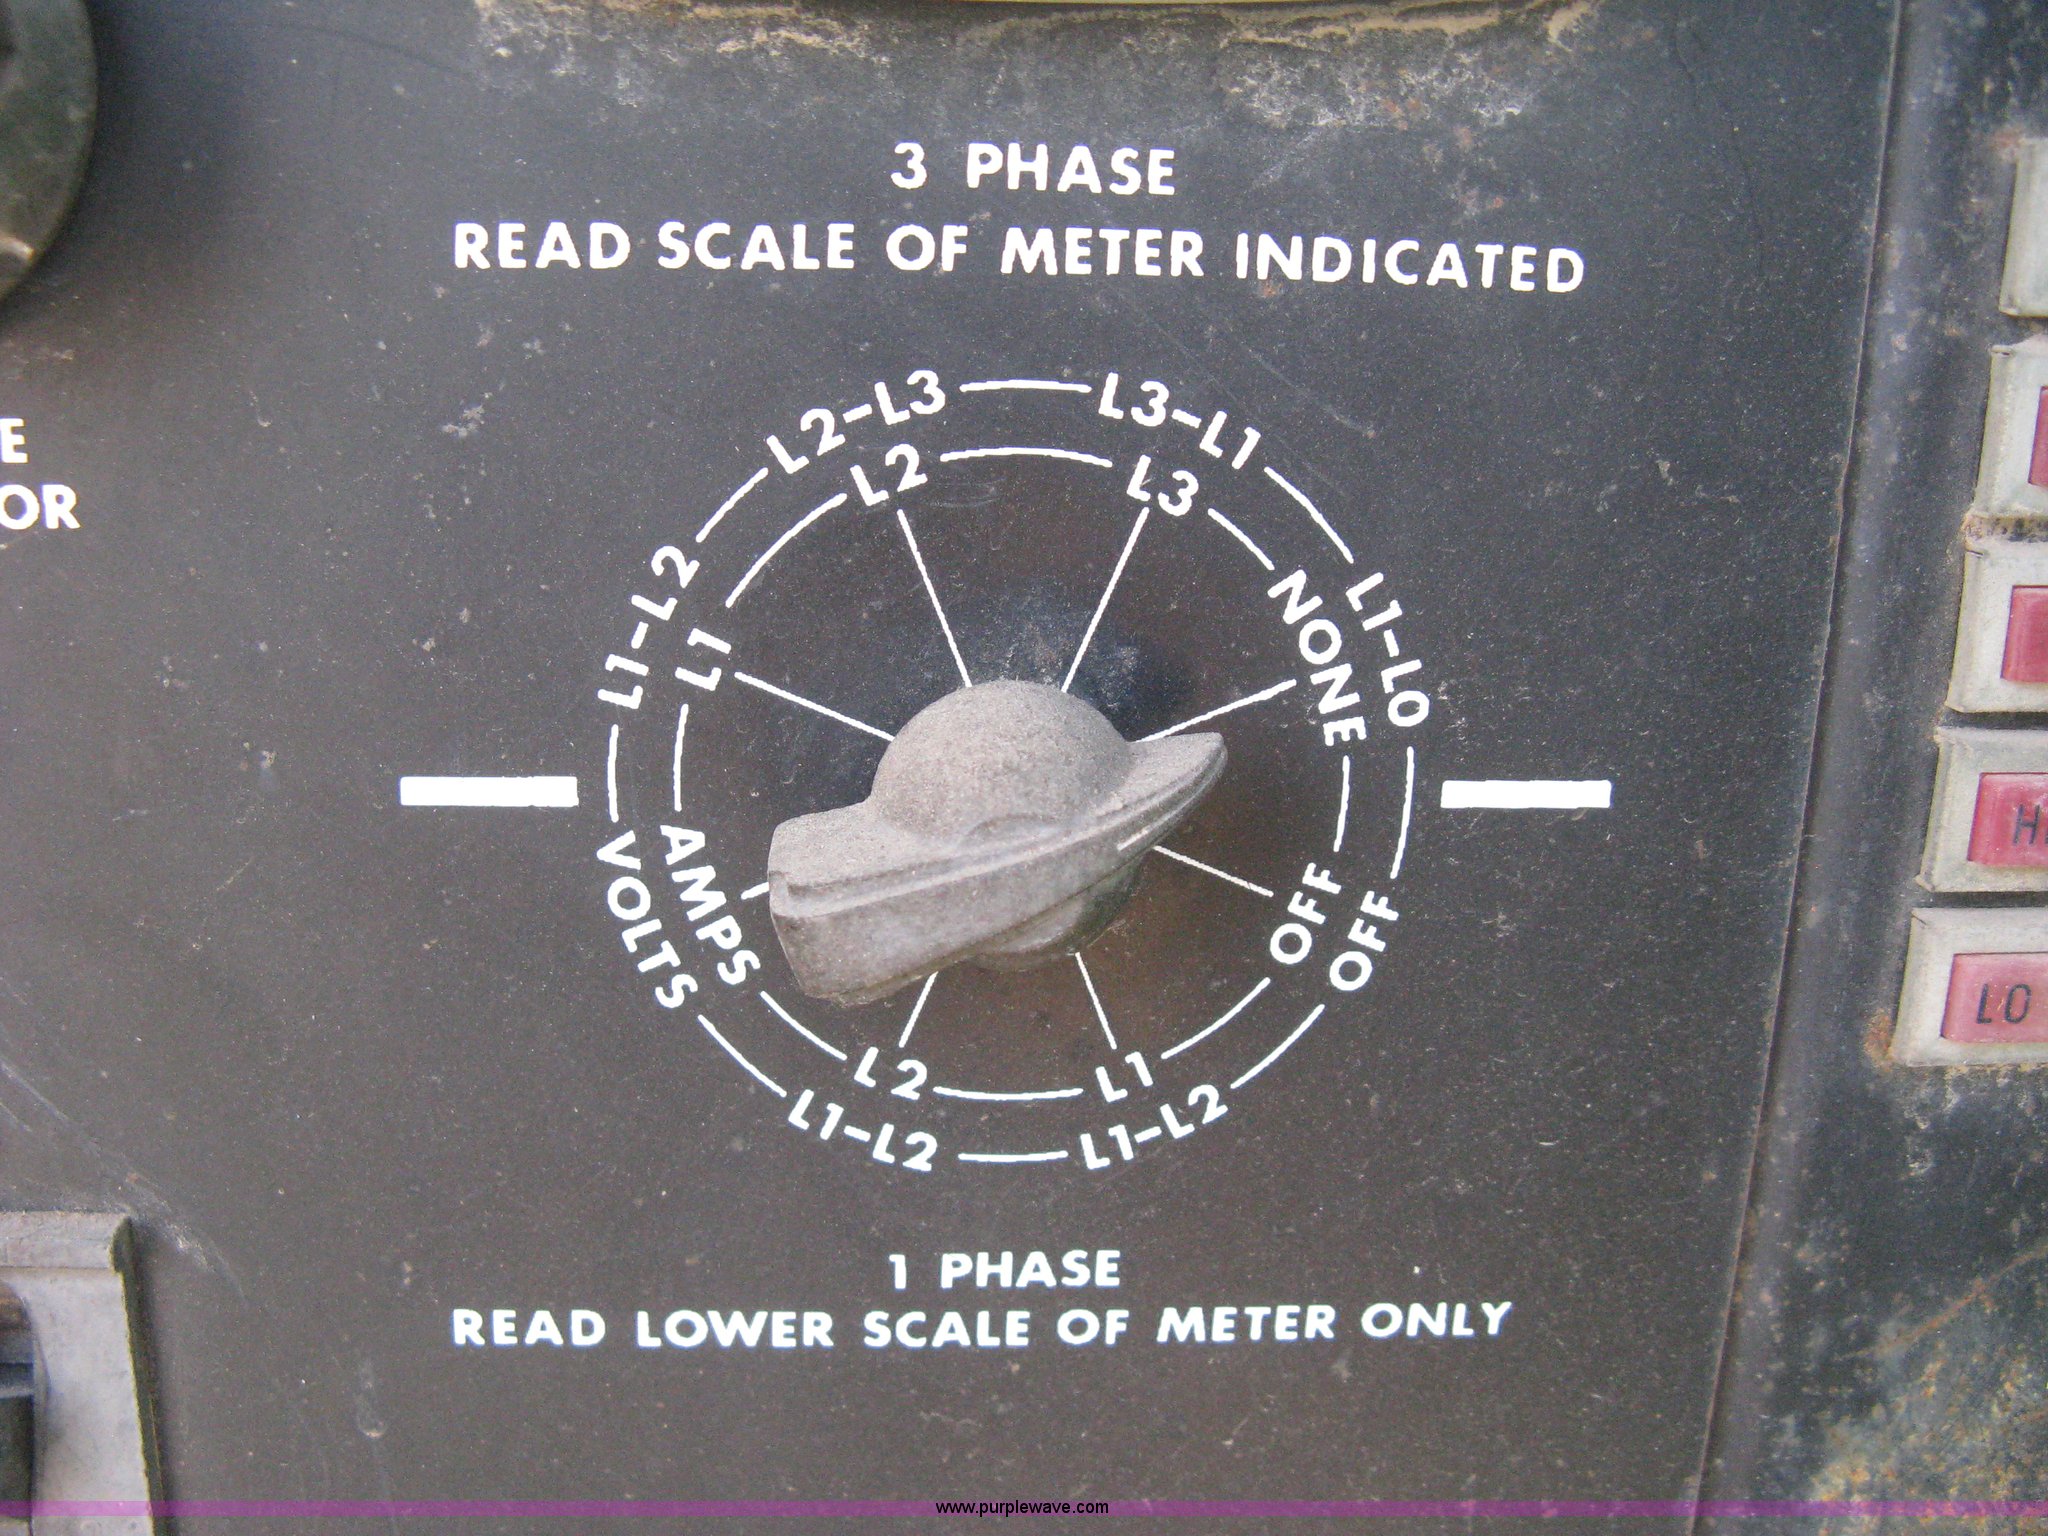 3 PHASE
READ SCALE OF METER INDICATED
L1-L2
L2-L3
L3-L1
L1-L0
L1
L2
L3
NONE
AMPS
VOLTS
OFF
OFF
L2
L1
L1-L2
L1-L2
1 PHASE
READ LOWER SCALE OF METER ONLY
E
OR
H
LO
www.purplewave.com